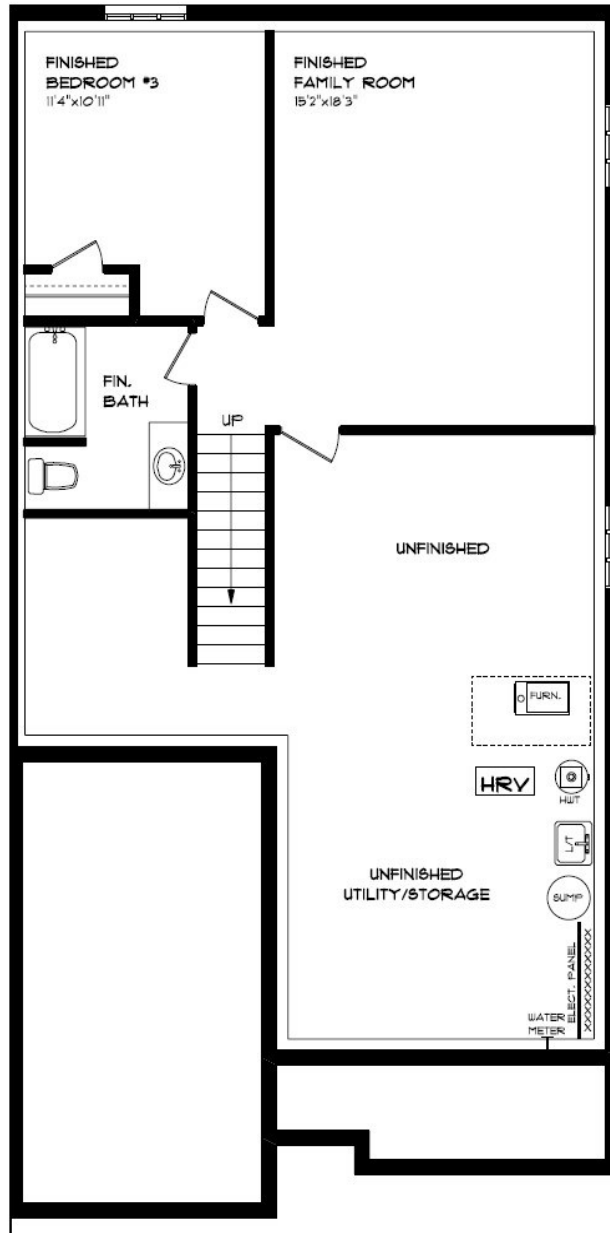 FINISHED
BEDROOM #3
11'4"x10'11"
FINISHED
FAMILY ROOM
15'2"x18'3"
FIN.
BATH
UP
UNFINISHED
FURN.
HRV
HWT
L/T
UNFINISHED
UTILITY/STORAGE
SUMP
ELECT. PANEL
XXXXXXXXXXXXX
WATER
METER